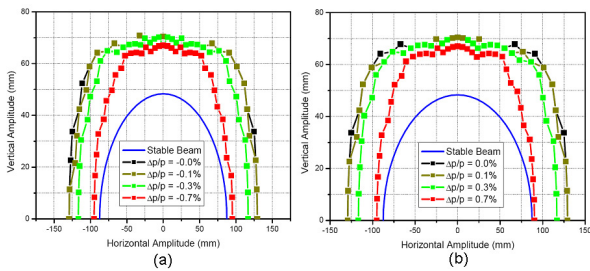 80
60
40
20
0
Vertical Amplitude (mm)
Stable Beam
Δp/p = -0.0%
Δp/p = -0.1%
Δp/p = -0.3%
Δp/p = -0.7%
-150 -100 -50 0 50 100 150
Horizontal Amplitude (mm)
(a)
80
60
40
20
0
Vertical Amplitude (mm)
Stable Beam
Δp/p = 0.0%
Δp/p = 0.1%
Δp/p = 0.3%
Δp/p = 0.7%
-150 -100 -50 0 50 100 150
Horizontal Amplitude (mm)
(b)